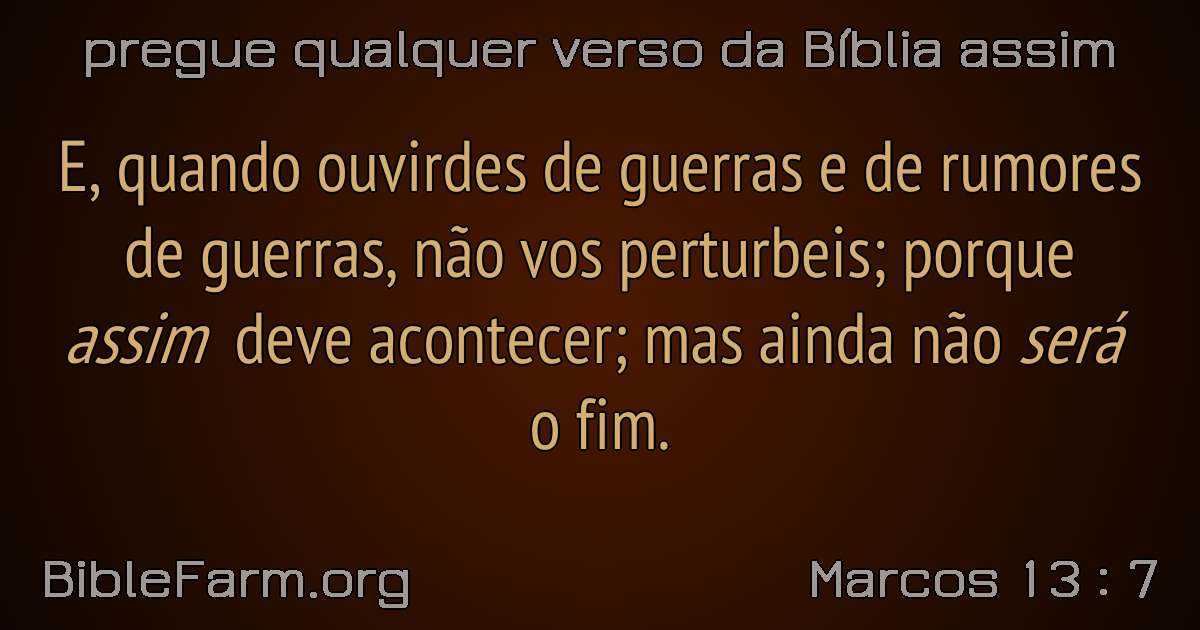 pregue qualquer verso da Bíblia assim
E, quando ouvirdes de guerras e de rumores
de guerras, não vos perturbeis; porque
assim deve acontecer; mas ainda não será
o fim.
BibleFarm.org
Marcos 13 : 7